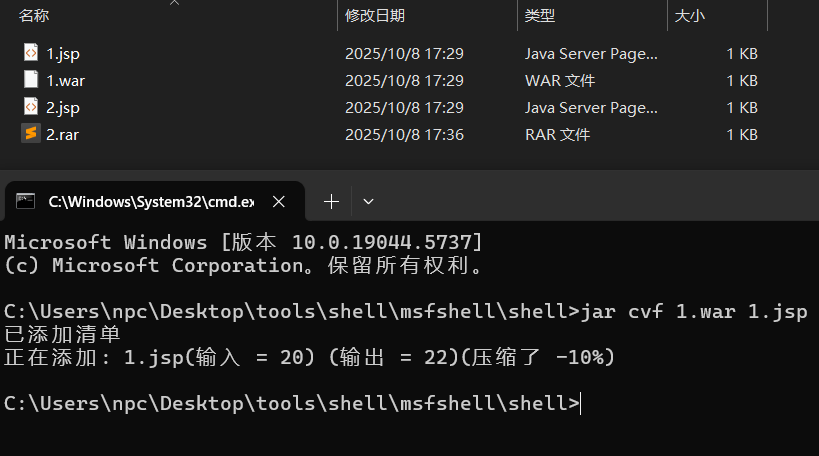 名称 修改日期 类型 大小
1.jsp 2025/10/8 17:29 Java Server Page... 1 KB
1.war 2025/10/8 17:29 WAR 文件 1 KB
2.jsp 2025/10/8 17:29 Java Server Page... 1 KB
2.rar 2025/10/8 17:36 RAR 文件 1 KB
C:\Windows\System32\cmd.ex
Microsoft Windows [版本 10.0.19044.5737]
(c) Microsoft Corporation。保留所有权利。
C:\Users\npc\Desktop\tools\shell\msfshell\shell>jar cvf 1.war 1.jsp
已添加清单
正在添加: 1.jsp(输入 = 20) (输出 = 22)(压缩了 -10%)
C:\Users\npc\Desktop\tools\shell\msfshell\shell>